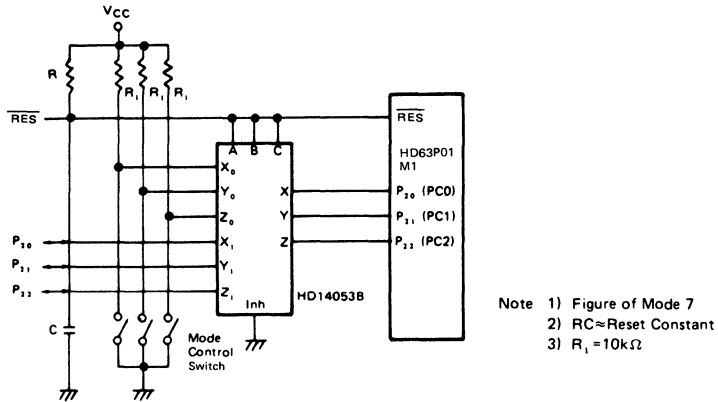 VCC
R
R1 R1 R1
RES
RES
A B C
HD63P01
M1
X0
Y0
X
P20 (PC0)
Z0
Y
P21 (PC1)
P20
X1
Z
P22 (PC2)
P21
Y1
P22
Z1
Inh
HD14053B
C
Mode
Control
Switch
Note 1) Figure of Mode 7
2) RC≈Reset Constant
3) R1 =10kΩ